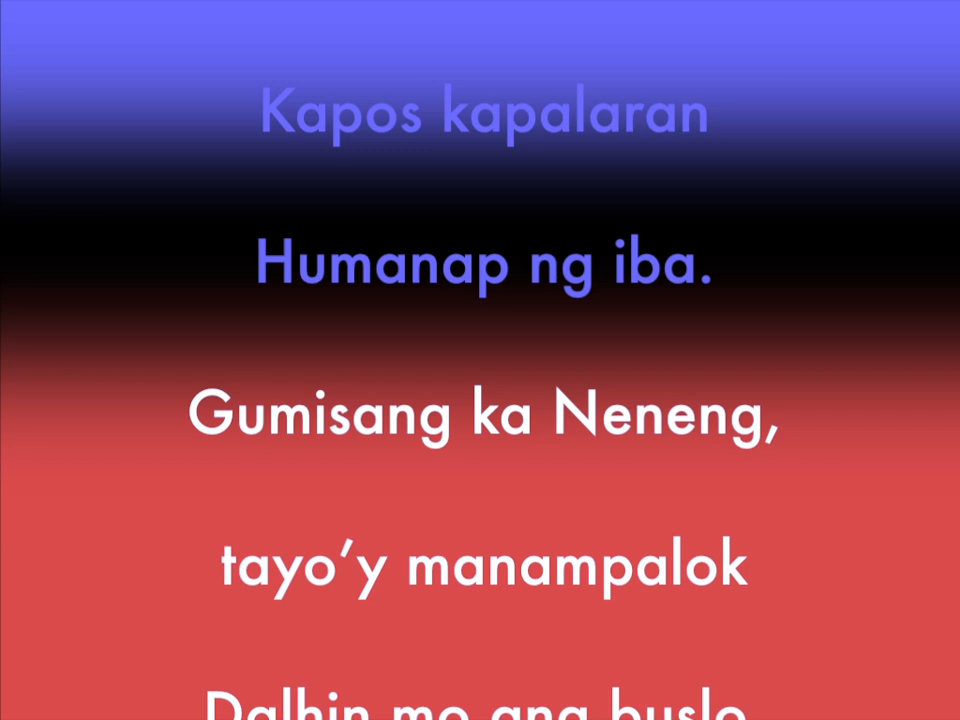 Kapos kapalaran
Humanap ng iba.
Gumisang ka Neneng,
tayo’y manampalok
Dalhin mo ang buslo